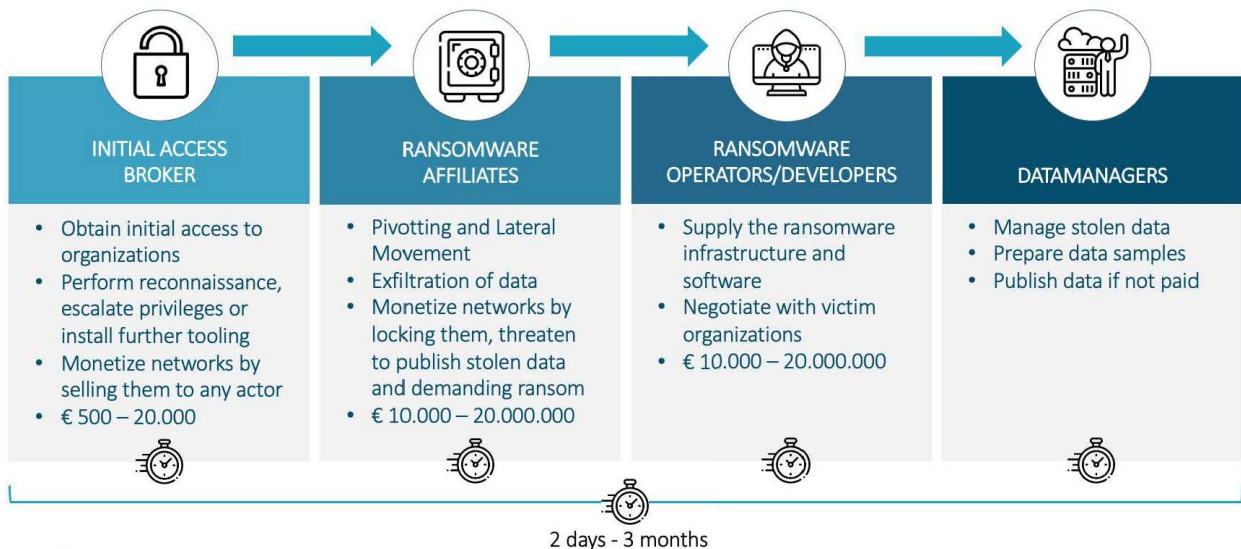 INITIAL ACCESS
BROKER
• Obtain initial access to
organizations
• Perform reconnaissance,
escalate privileges or
install further tooling
• Monetize networks by
selling them to any actor
• € 500 – 20.000
RANSOMWARE
AFFILIATES
• Pivotting and Lateral
Movement
• Exfiltration of data
• Monetize networks by
locking them, threaten
to publish stolen data
and demanding ransom
• € 10.000 – 20.000.000
RANSOMWARE
OPERATORS/DEVELOPERS
• Supply the ransomware
infrastructure and
software
• Negotiate with victim
organizations
• € 10.000 – 20.000.000
DATAMANAGERS
• Manage stolen data
• Prepare data samples
• Publish data if not paid
2 days - 3 months